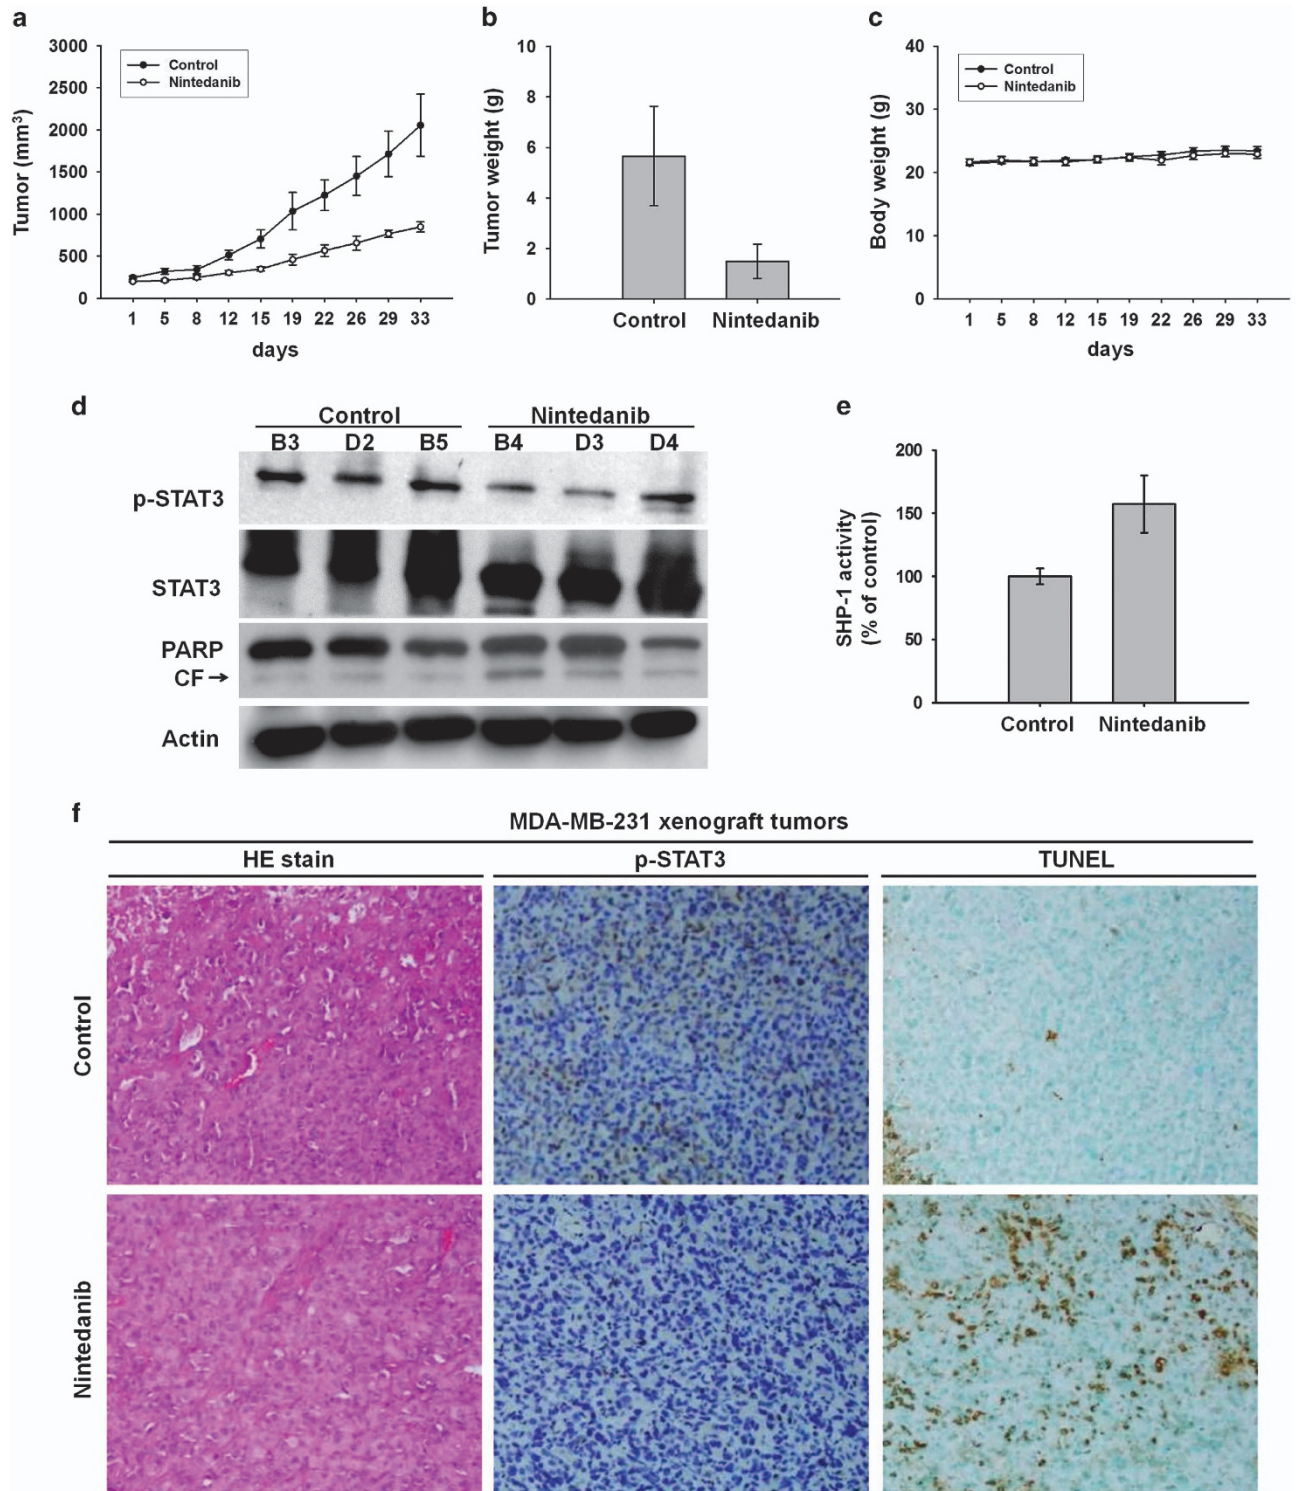 a
3000
2500
2000
1500
1000
500
0
Tumor (mm³)
Control
Nintedanib
1 5 8 12 15 19 22 26 29 33
days
b
10
8
6
4
2
0
Tumor weight (g)
Control Nintedanib
c
40
30
20
10
0
Body weight (g)
Control
Nintedanib
1 5 8 12 15 19 22 26 29 33
days
d
Control Nintedanib
B3 D2 B5 B4 D3 D4
p-STAT3
STAT3
PARP
CF→
Actin
e
200
150
100
50
0
SHP-1 activity
(% of control)
Control Nintedanib
f
MDA-MB-231 xenograft tumors
HE stain p-STAT3 TUNEL
Control
Nintedanib